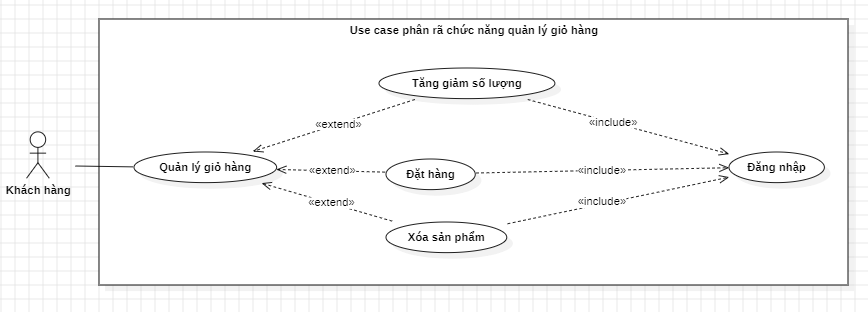 Use case phân rã chức năng quản lý giỏ hàng
Tăng giảm số lượng
«extend»
«include»
Quản lý giỏ hàng
«extend»
Đặt hàng
«include»
Đăng nhập
Khách hàng
«extend»
«include»
Xóa sản phẩm